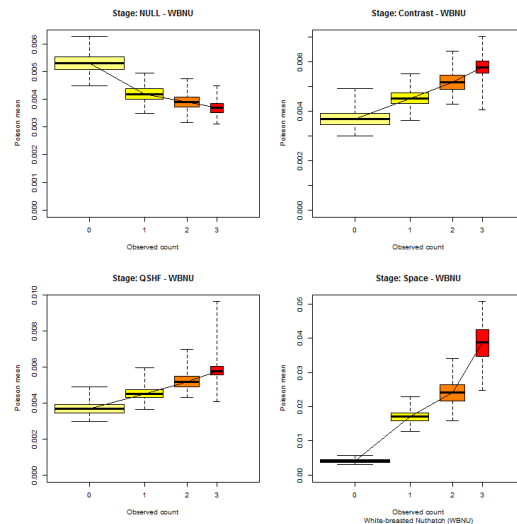 Stage: NULL - WBNU
Poisson mean
0.000 0.001 0.002 0.003 0.004 0.005 0.006
0 1 2 3
Observed count
Stage: Contrast - WBNU
Poisson mean
0.000 0.002 0.004 0.006
0 1 2 3
Observed count
Stage: QSHF - WBNU
Poisson mean
0.000 0.002 0.004 0.006 0.008 0.010
0 1 2 3
Observed count
Stage: Space - WBNU
Poisson mean
0.00 0.01 0.02 0.03 0.04 0.05
0 1 2 3
Observed count
White-breasted Nuthatch (WBNU)